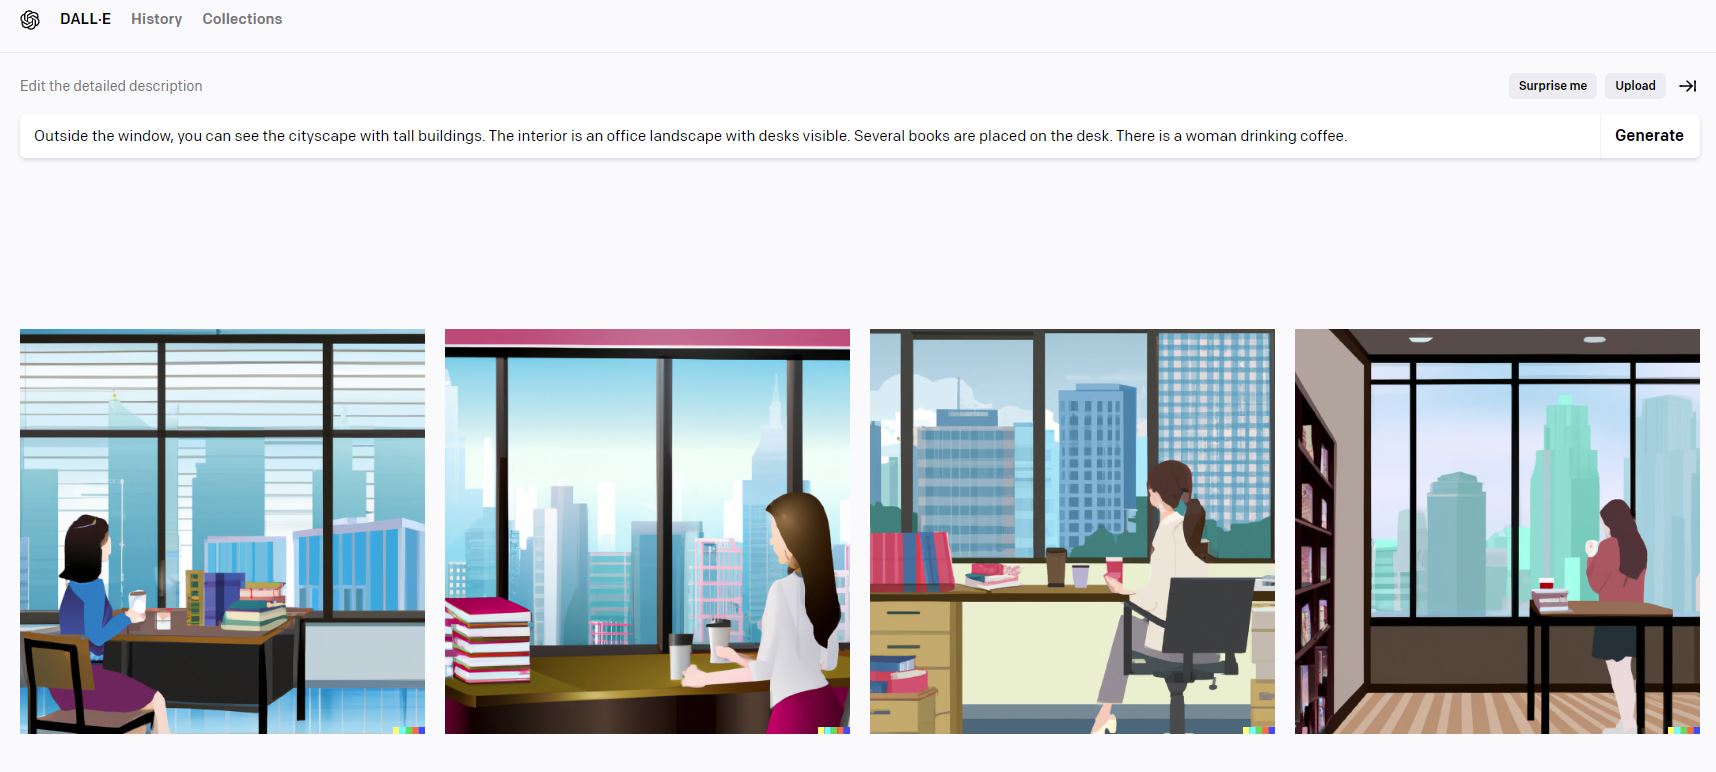 DALL·E History Collections
Edit the detailed description
Surprise me
Upload
Outside the window, you can see the cityscape with tall buildings. The interior is an office landscape with desks visible. Several books are placed on the desk. There is a woman drinking coffee.
Generate